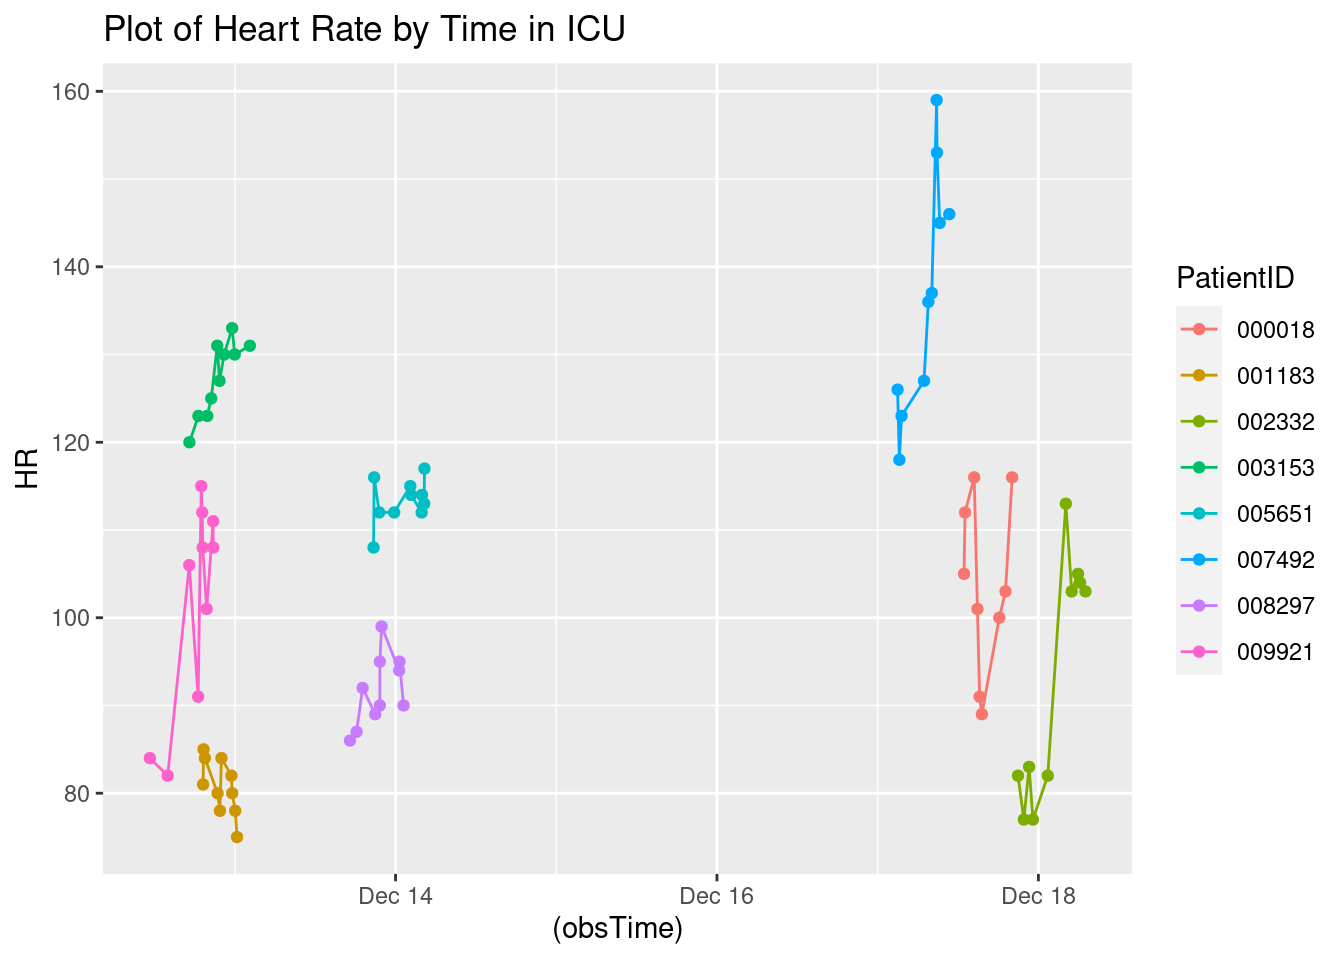 Plot of Heart Rate by Time in ICU
160
140
120
100
80
HR
Dec 14
Dec 16
Dec 18
(obsTime)
PatientID
000018
001183
002332
003153
005651
007492
008297
009921